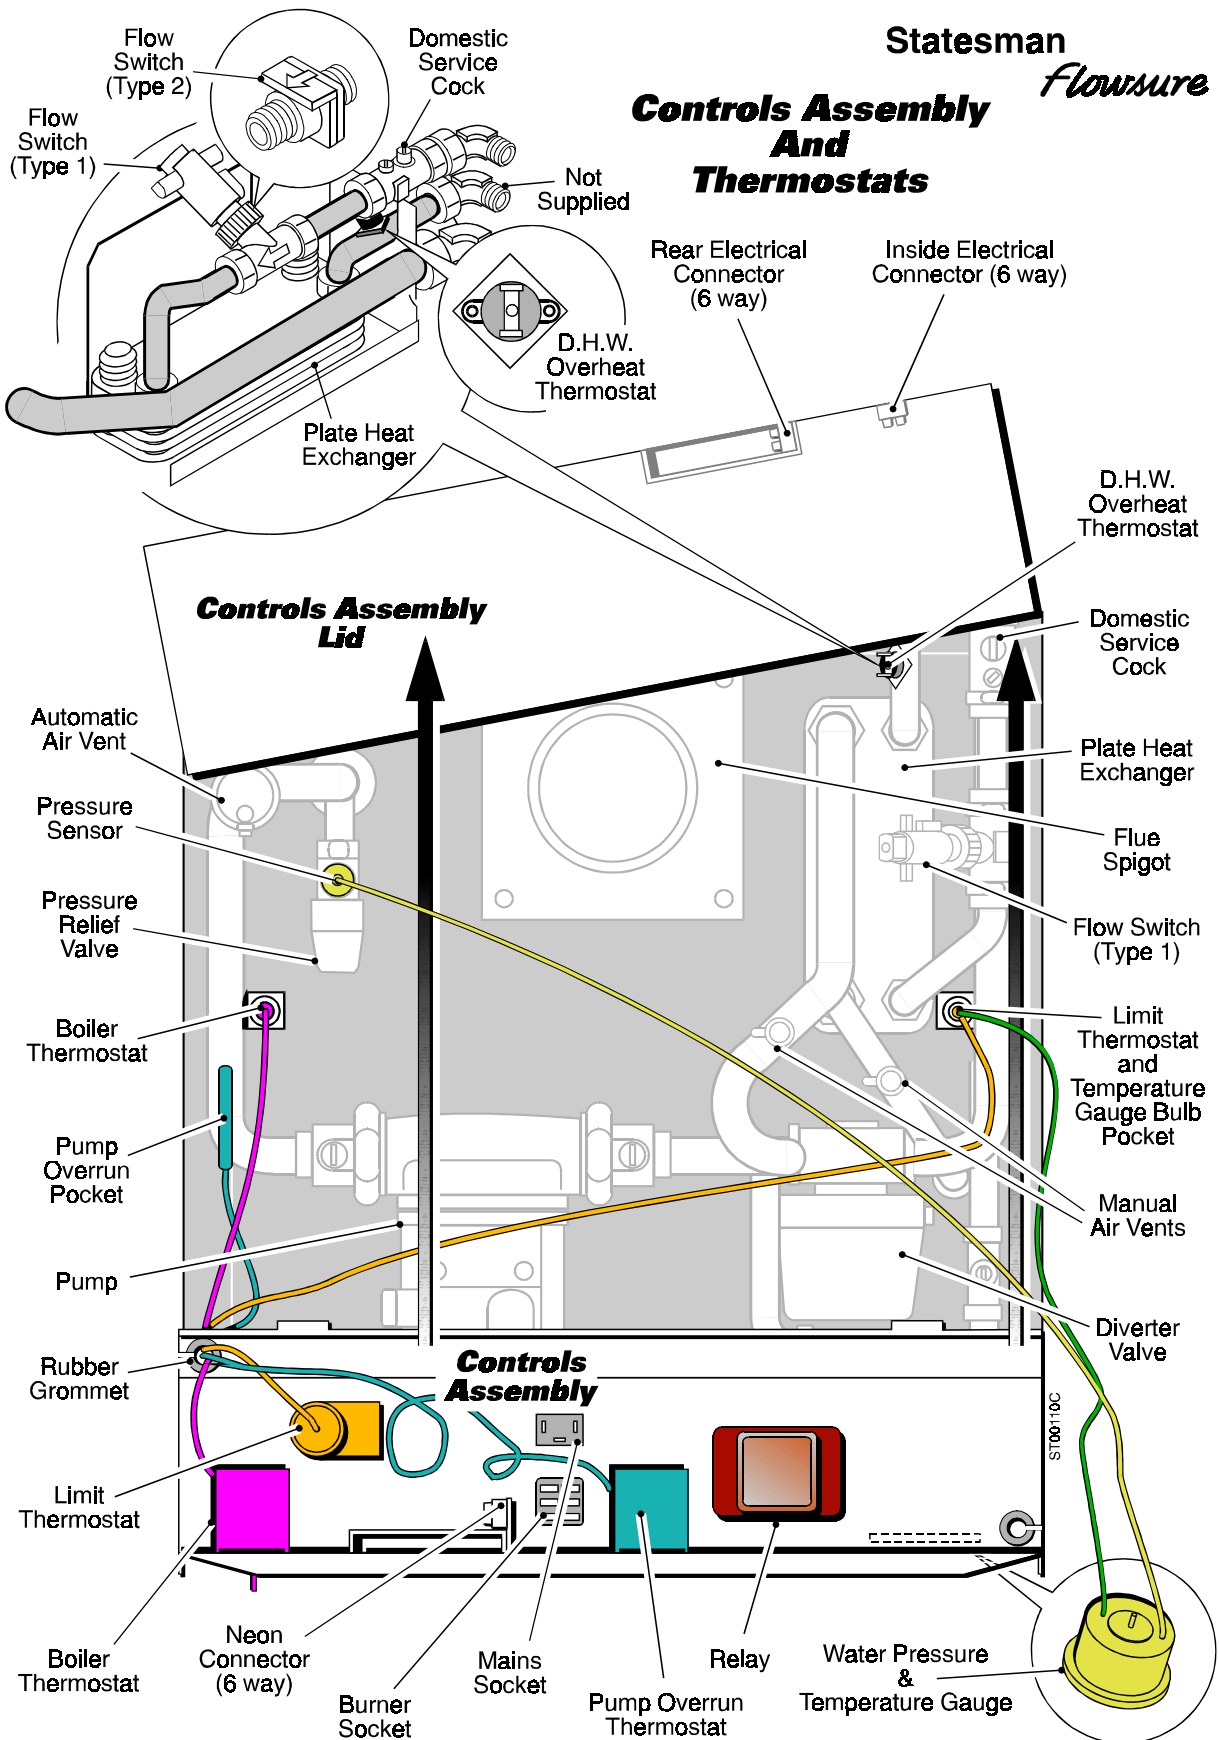 Statesman
Flowsure
Controls Assembly
And
Thermostats
Flow
Switch
(Type 2)
Domestic
Service
Cock
Flow
Switch
(Type 1)
Not
Supplied
D.H.W.
Overheat
Thermostat
Plate Heat
Exchanger
Rear Electrical
Connector
(6 way)
Inside Electrical
Connector (6 way)
D.H.W.
Overheat
Thermostat
Controls Assembly
Lid
Domestic
Service
Cock
Automatic
Air Vent
Plate Heat
Exchanger
Pressure
Sensor
Flue
Spigot
Pressure
Relief
Valve
Flow Switch
(Type 1)
Boiler
Thermostat
Limit
Thermostat
and
Temperature
Gauge Bulb
Pocket
Pump
Overrun
Pocket
Manual
Air Vents
Pump
Diverter
Valve
Rubber
Grommet
Controls
Assembly
ST00110C
Limit
Thermostat
Boiler
Thermostat
Neon
Connector
(6 way)
Burner
Socket
Mains
Socket
Pump Overrun
Thermostat
Relay
Water Pressure
&
Temperature Gauge